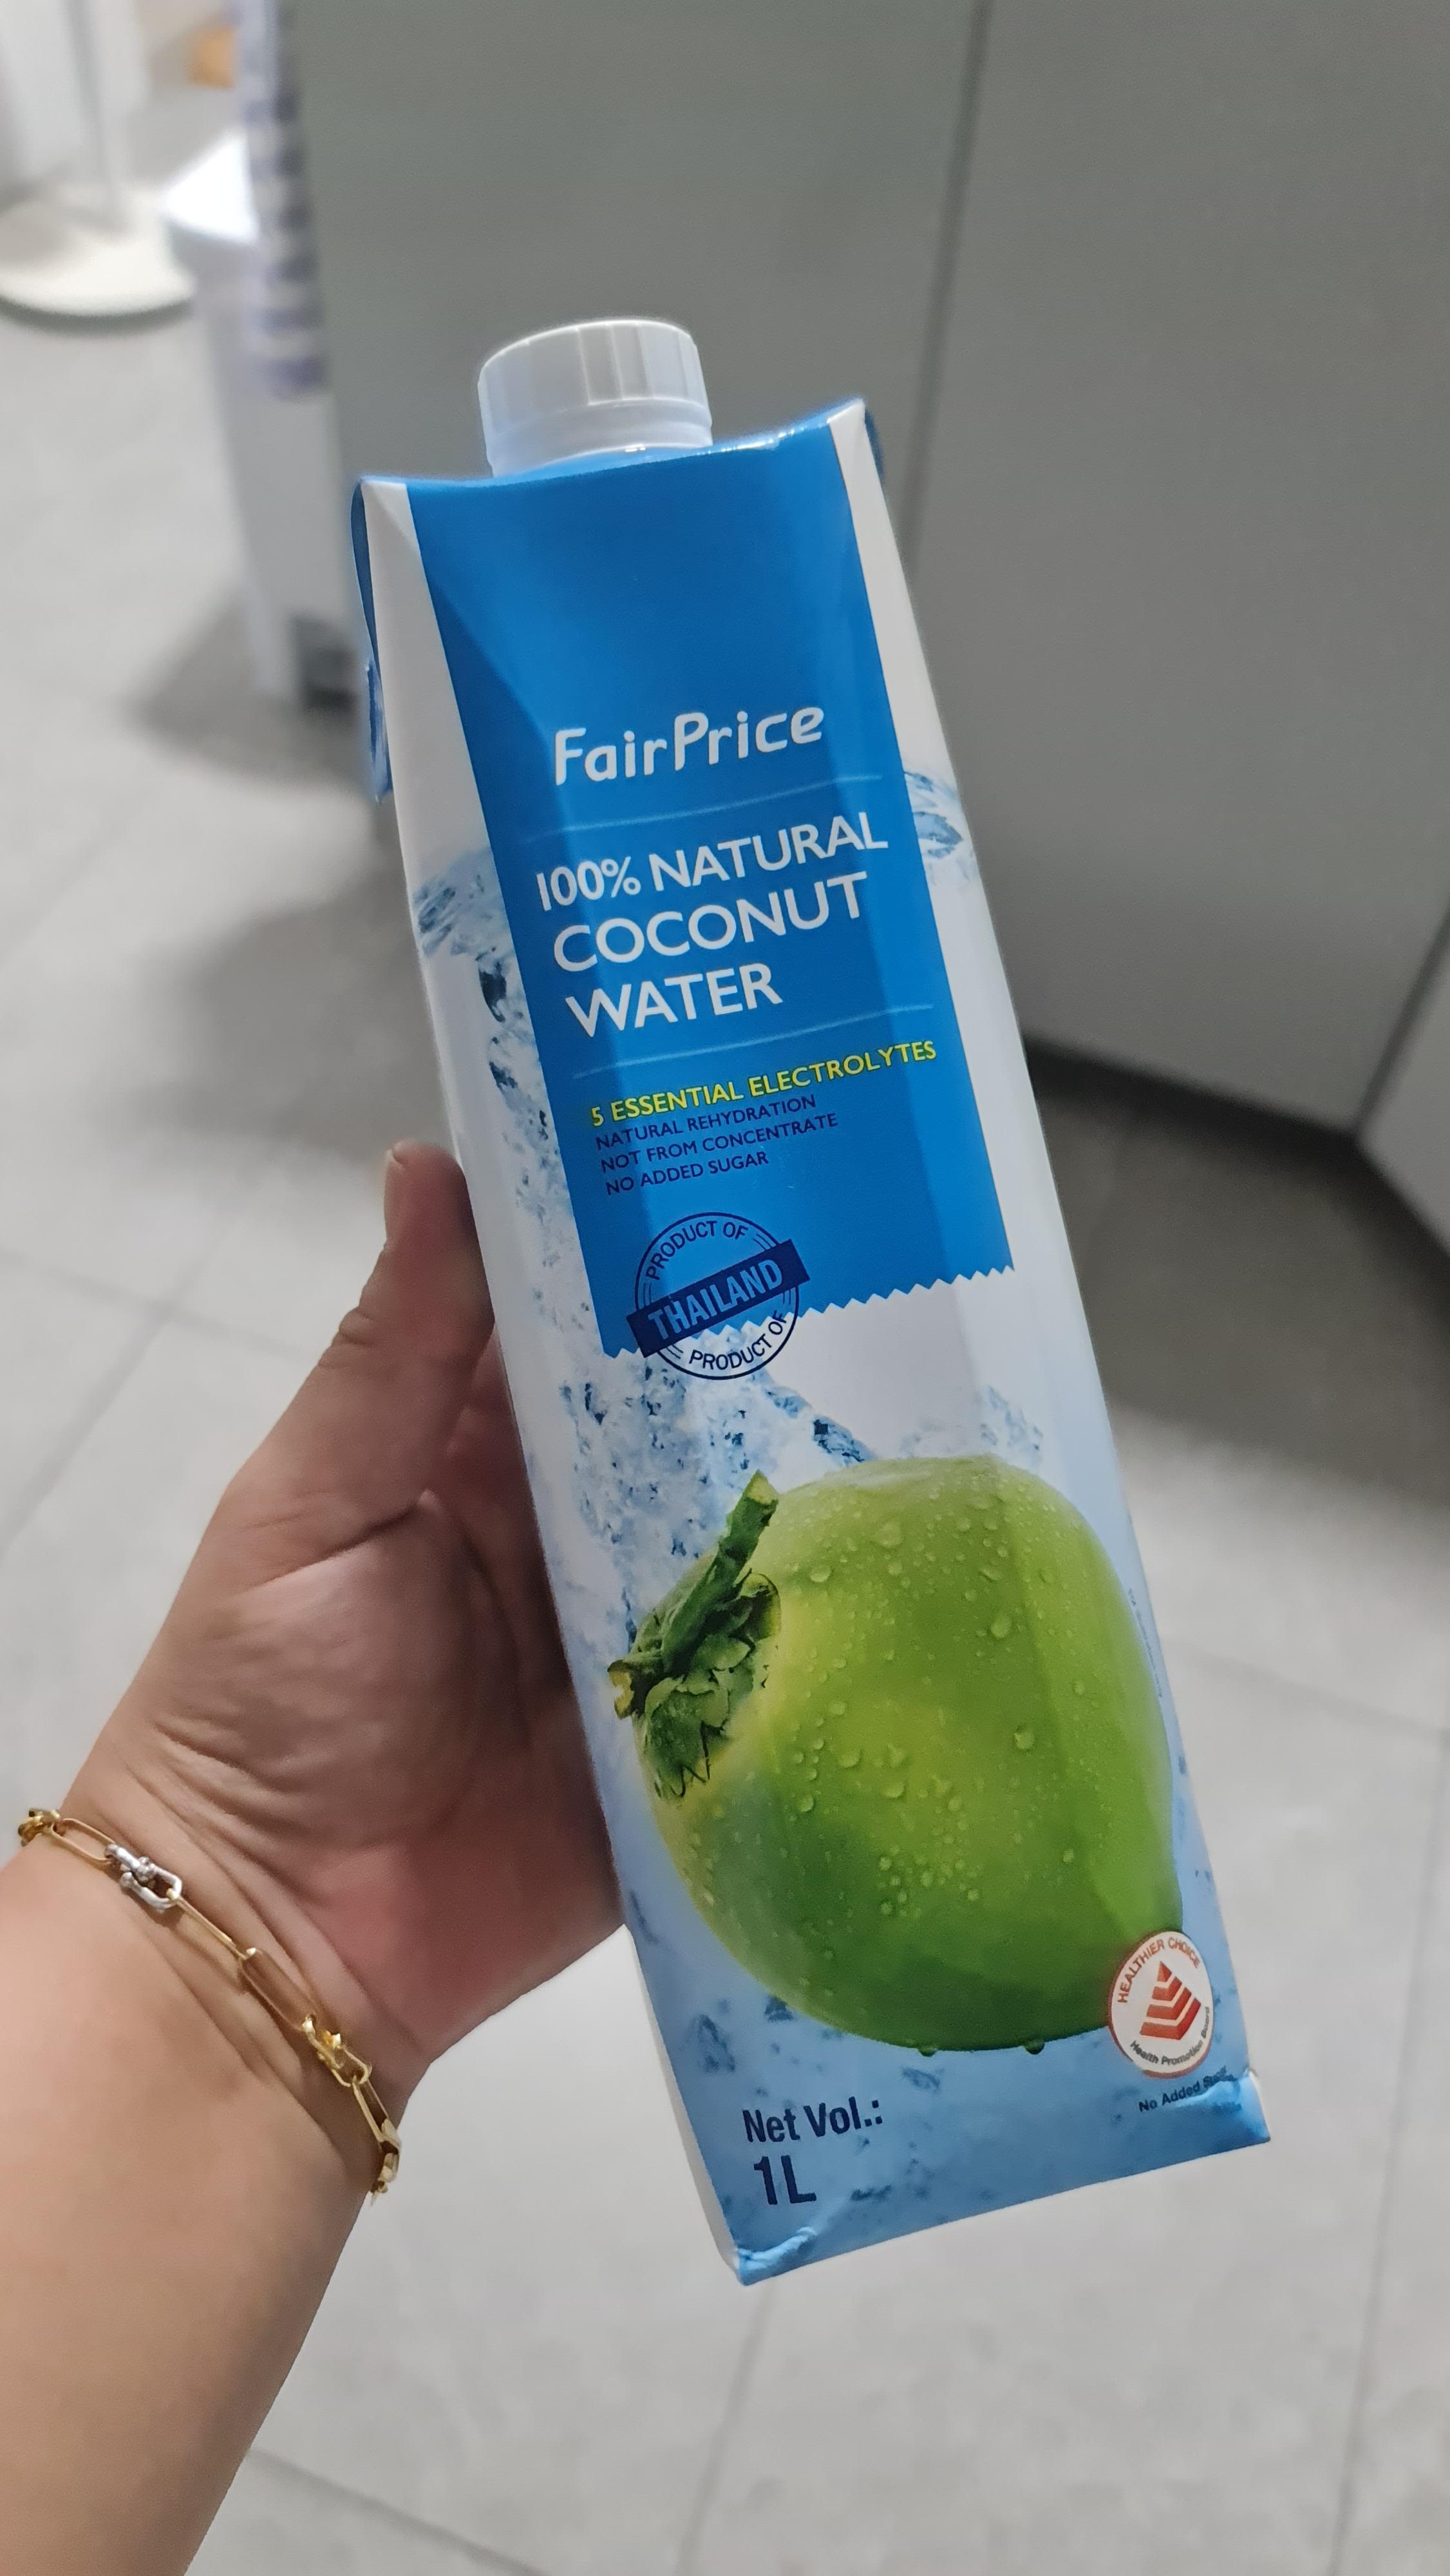 FairPrice
100% NATURAL
COCONUT
WATER
5 ESSENTIAL ELECTROLYTES
NATURAL REHYDRATION
NOT FROM CONCENTRATE
NO ADDED SUGAR
PRODUCT OF
THAILAND
PRODUCT OF
HEALTHIER CHOICE
Health Promotion Board
No Added Sugar
Net Vol.:
1L